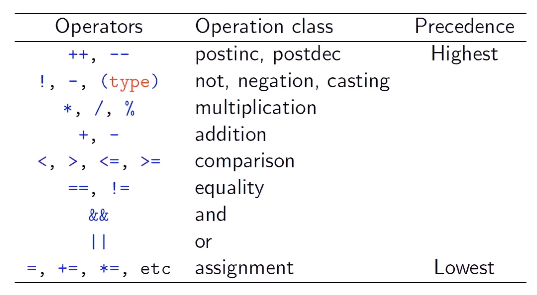 Operators Operation class Precedence
++, -- postinc, postdec Highest
!, -, (type) not, negation, casting
*, /, % multiplication
+, - addition
<, >, <=, >= comparison
==, != equality
&& and
|| or
=, +=, *=, etc assignment Lowest